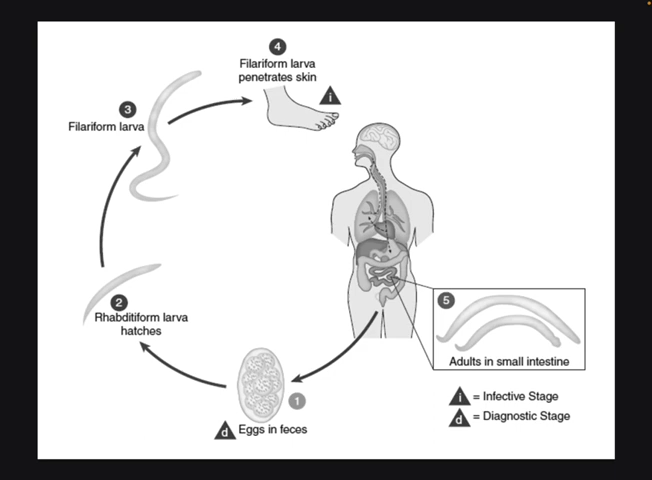 4
Filariform larva
penetrates skin
i
3
Filariform larva
2
Rhabditiform larva
hatches
5
Adults in small intestine
1
d Eggs in feces
i = Infective Stage
d = Diagnostic Stage